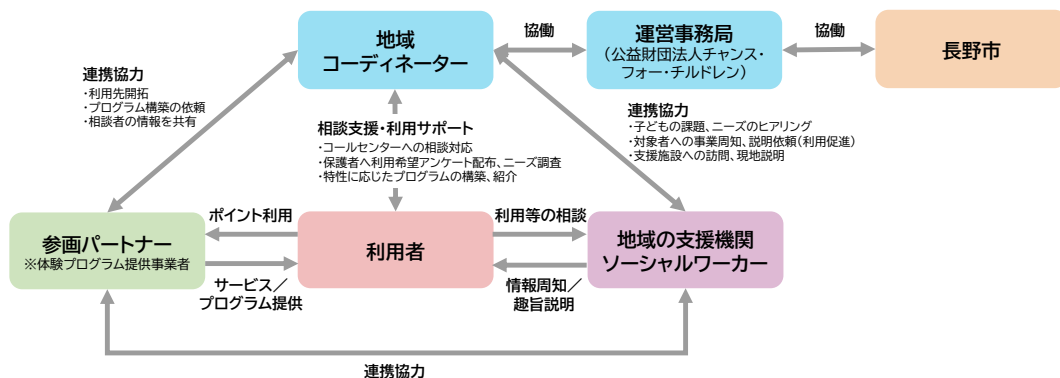 地域
コーディネーター
協働
運営事務局
（公益財団法人チャンス・
フォー・チルドレン）
協働
長野市
連携協力
・利用先開拓
・プログラム構築の依頼
・相談者の情報を共有
相談支援・利用サポート
・コールセンターへの相談対応
・保護者へ利用希望アンケート配布、ニーズ調査
・特性に応じたプログラムの構築、紹介
連携協力
・子どもの課題、ニーズのヒアリング
・対象者への事業周知、説明依頼（利用促進）
・支援施設への訪問、現地説明
参画パートナー
※体験プログラム提供事業者
ポイント利用
サービス／
プログラム提供
利用者
利用等の相談
情報周知／
趣旨説明
地域の支援機関
ソーシャルワーカー
連携協力